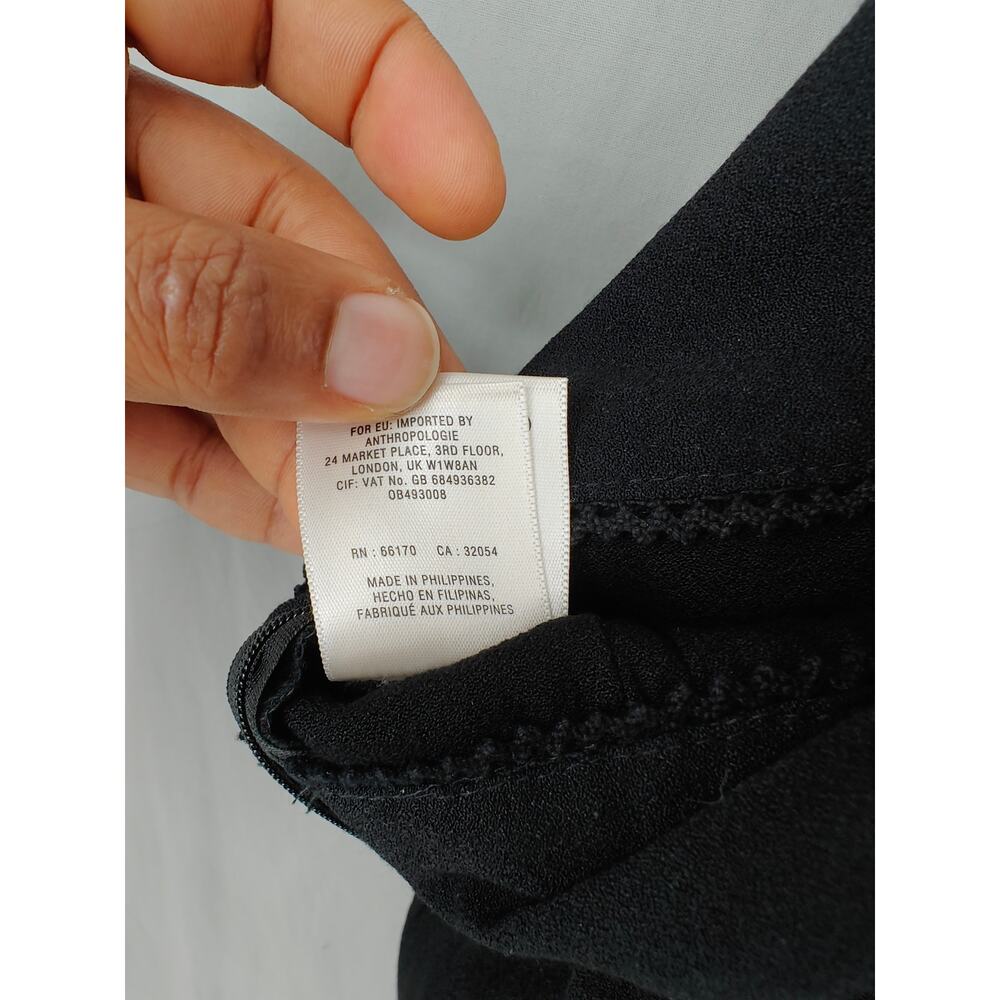 FOR EU: IMPORTED BY
ANTHROPOLOGIE
24 MARKET PLACE, 3RD FLOOR,
LONDON, UK W1W8AN
CIF: VAT No. GB 684936382
OB493008
RN : 66170 CA : 32054
MADE IN PHILIPPINES,
HECHO EN FILIPINAS,
FABRIQUÉ AUX PHILIPPINES